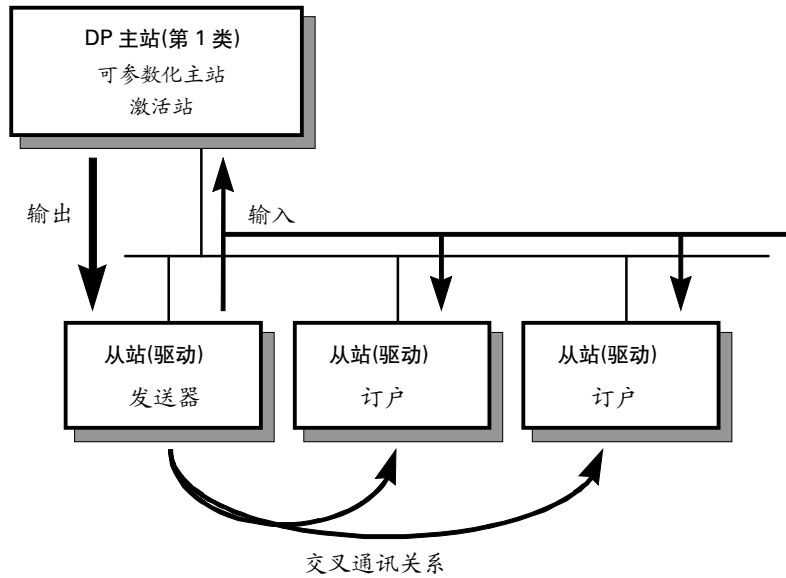 DP 主站(第 1 类)
可参数化主站
激活站
输出
输入
从站(驱动)
发送器
从站(驱动)
订户
从站(驱动)
订户
交叉通讯关系